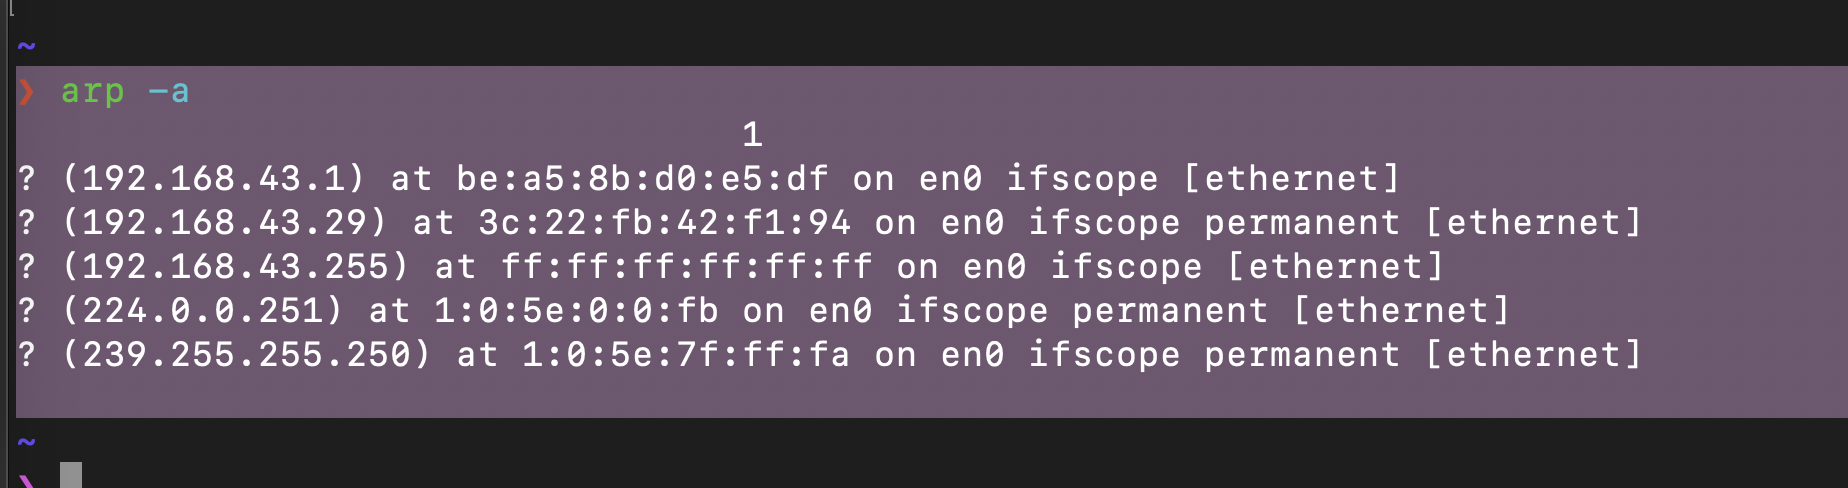 ~
❯ arp -a
1
? (192.168.43.1) at be:a5:8b:d0:e5:df on en0 ifscope [ethernet]
? (192.168.43.29) at 3c:22:fb:42:f1:94 on en0 ifscope permanent [ethernet]
? (192.168.43.255) at ff:ff:ff:ff:ff:ff on en0 ifscope [ethernet]
? (224.0.0.251) at 1:0:5e:0:0:fb on en0 ifscope permanent [ethernet]
? (239.255.255.250) at 1:0:5e:7f:ff:fa on en0 ifscope permanent [ethernet]
~
❯